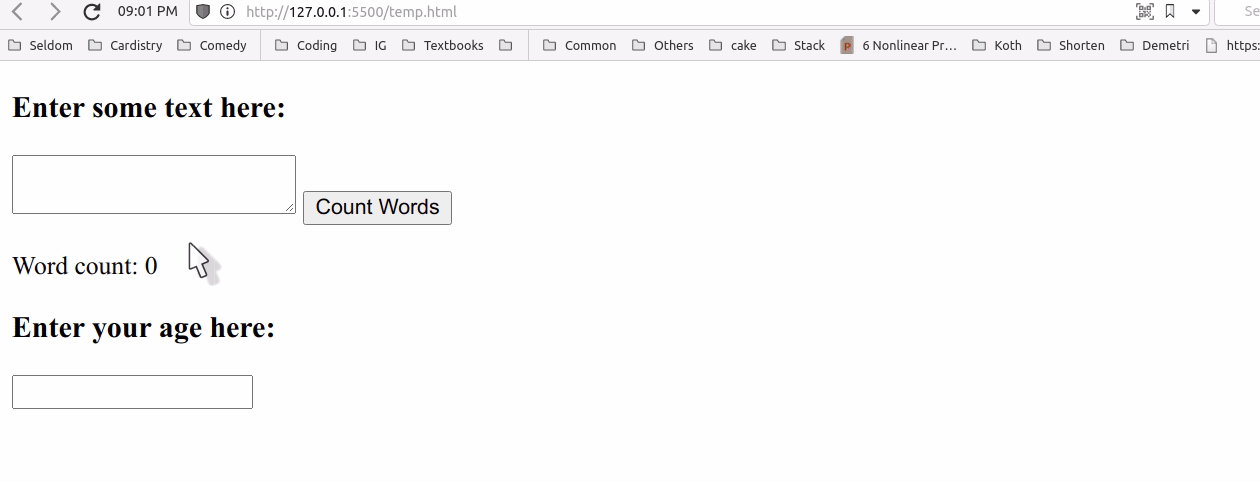 09:01 PM http://127.0.0.1:5500/temp.html Se
Seldom Cardistry Comedy Coding IG Textbooks Common Others cake Stack 6 Nonlinear Pr… Koth Shorten Demetri https:
Enter some text here:
Count Words
Word count: 0
Enter your age here: